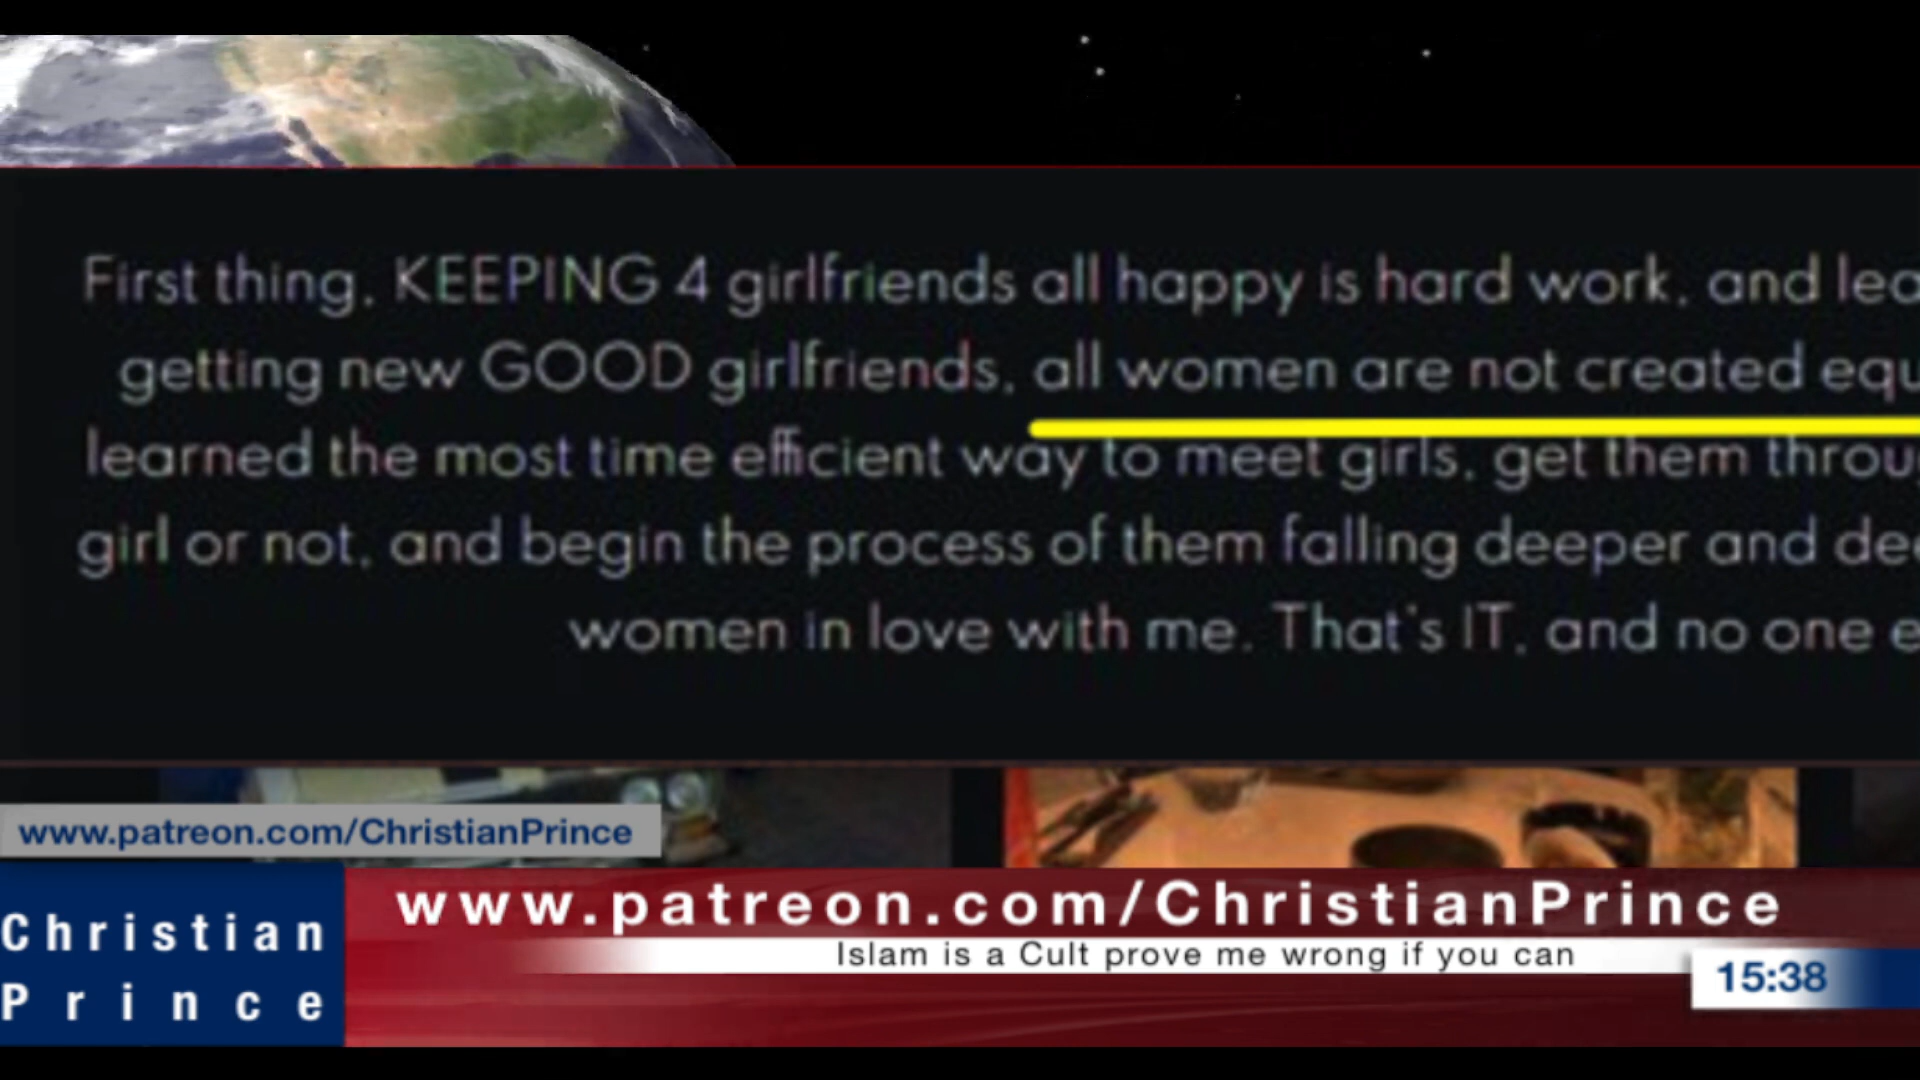 First thing, KEEPING 4 girlfriends all happy is hard work, and lea
getting new GOOD girlfriends, all women are not created equ
learned the most time efficient way to meet girls, get them throu
girl or not, and begin the process of them falling deeper and de
women in love with me. That's IT, and no one e
www.patreon.com/ChristianPrince
Christian
Prince
www.patreon.com/ChristianPrince
Islam is a Cult prove me wrong if you can
15:38